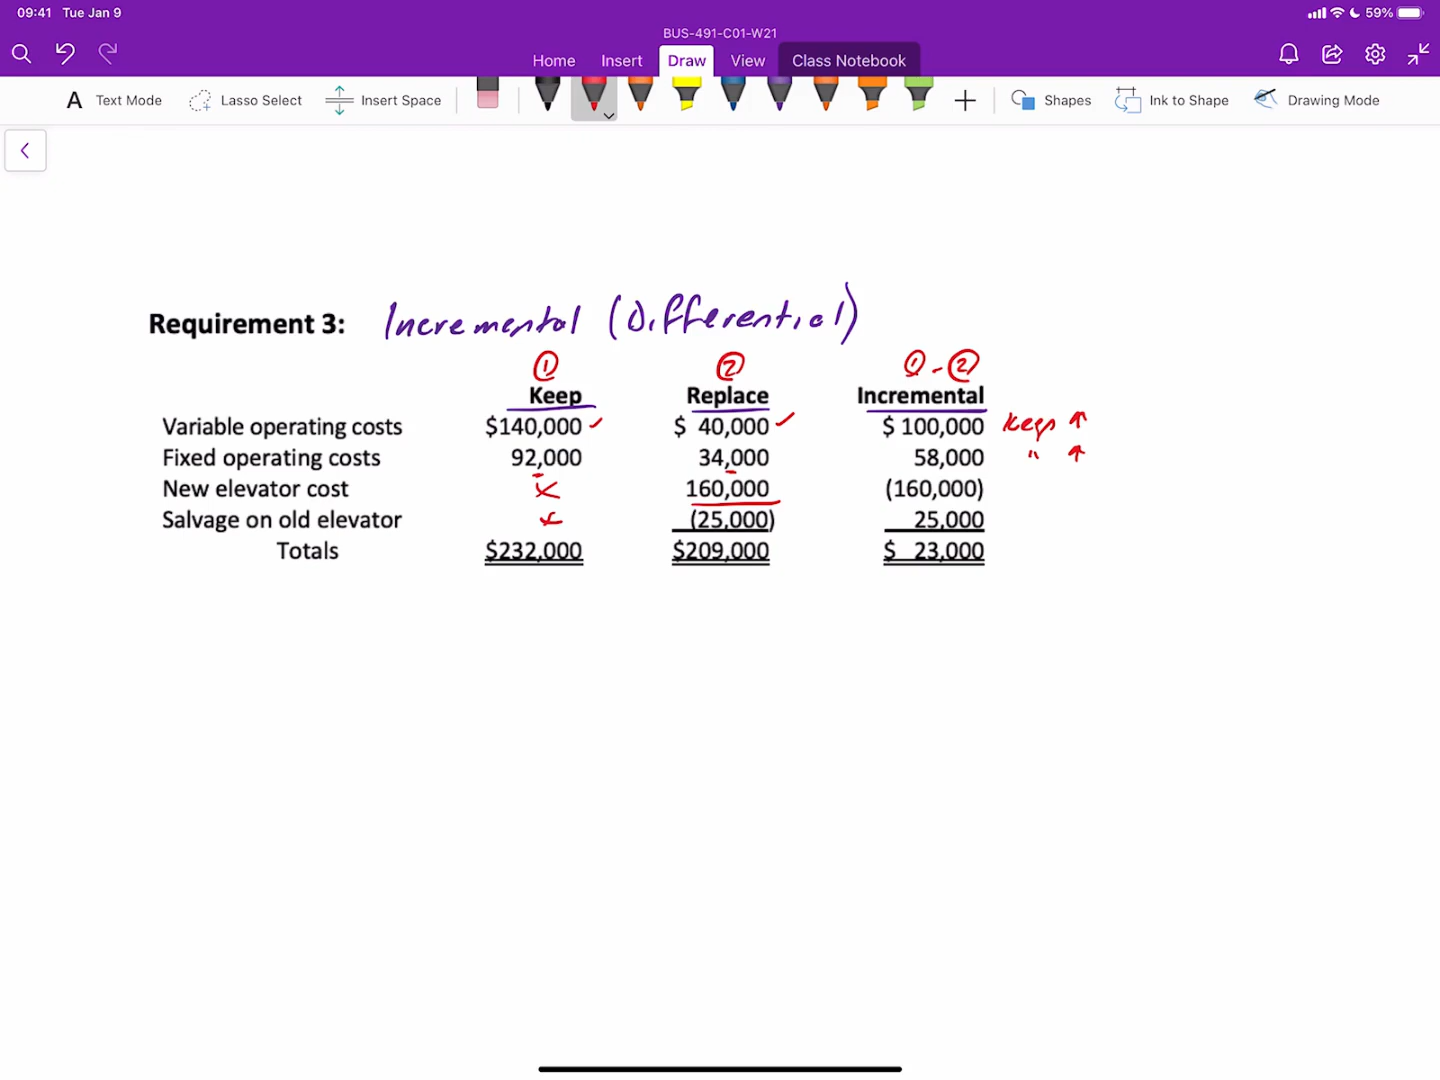 09:41 Tue Jan 9 59%
BUS-491-C01-W21
Home Insert Draw View Class Notebook
A Text Mode Lasso Select Insert Space Shapes Ink to Shape Drawing Mode
Requirement 3: Incremental (Differential)
① ② ① - ②
Keep Replace Incremental
Variable operating costs $140,000 ✓ $ 40,000 ✓ $ 100,000 Keep ↑
Fixed operating costs 92,000 34,000 58,000 " ↑
New elevator cost x 160,000 (160,000)
Salvage on old elevator x (25,000) 25,000
Totals $232,000 $209,000 $ 23,000